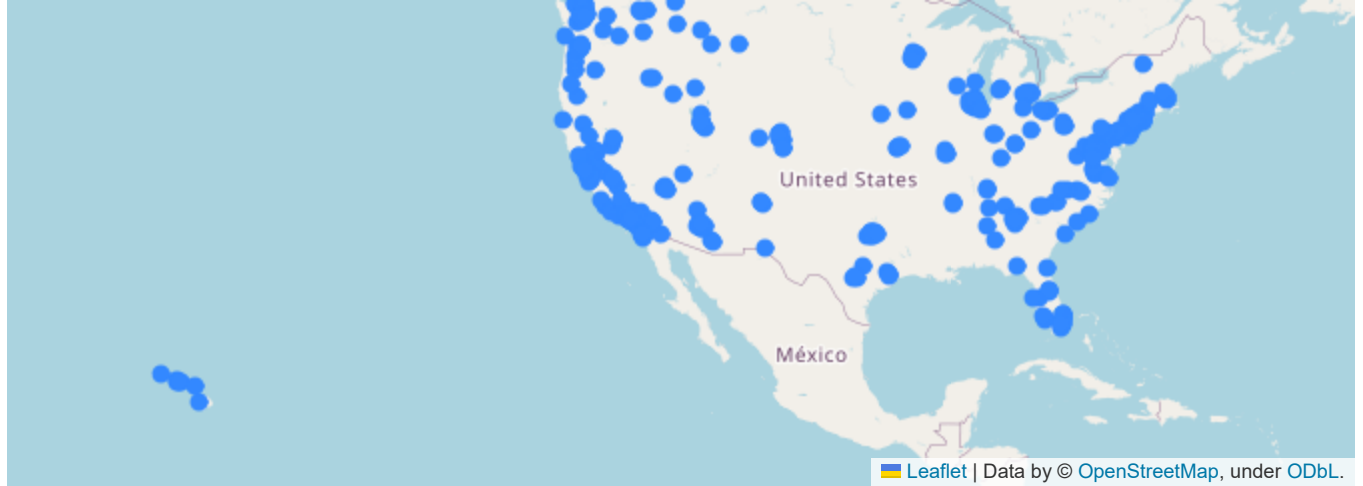 United States
México
Leaflet | Data by © OpenStreetMap, under ODbL.